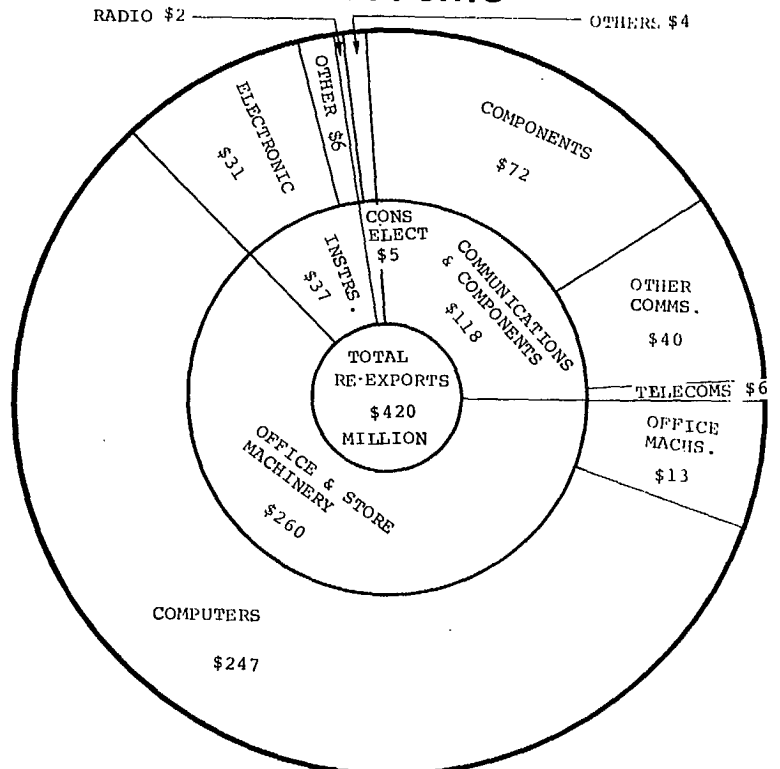 RADIO $2
OTHERS $4
ELECTRONIC
$31
OTHER $6
COMPONENTS
$72
CONS
ELECT
$5
INSTRS.
$37
COMMUNICATIONS
& COMPONENTS
$118
OTHER
COMMS.
$40
TOTAL
RE-EXPORTS
$420
MILLION
TELECOMS $6
OFFICE
MACHS.
$13
OFFICE & STORE
MACHINERY
$260
COMPUTERS
$247